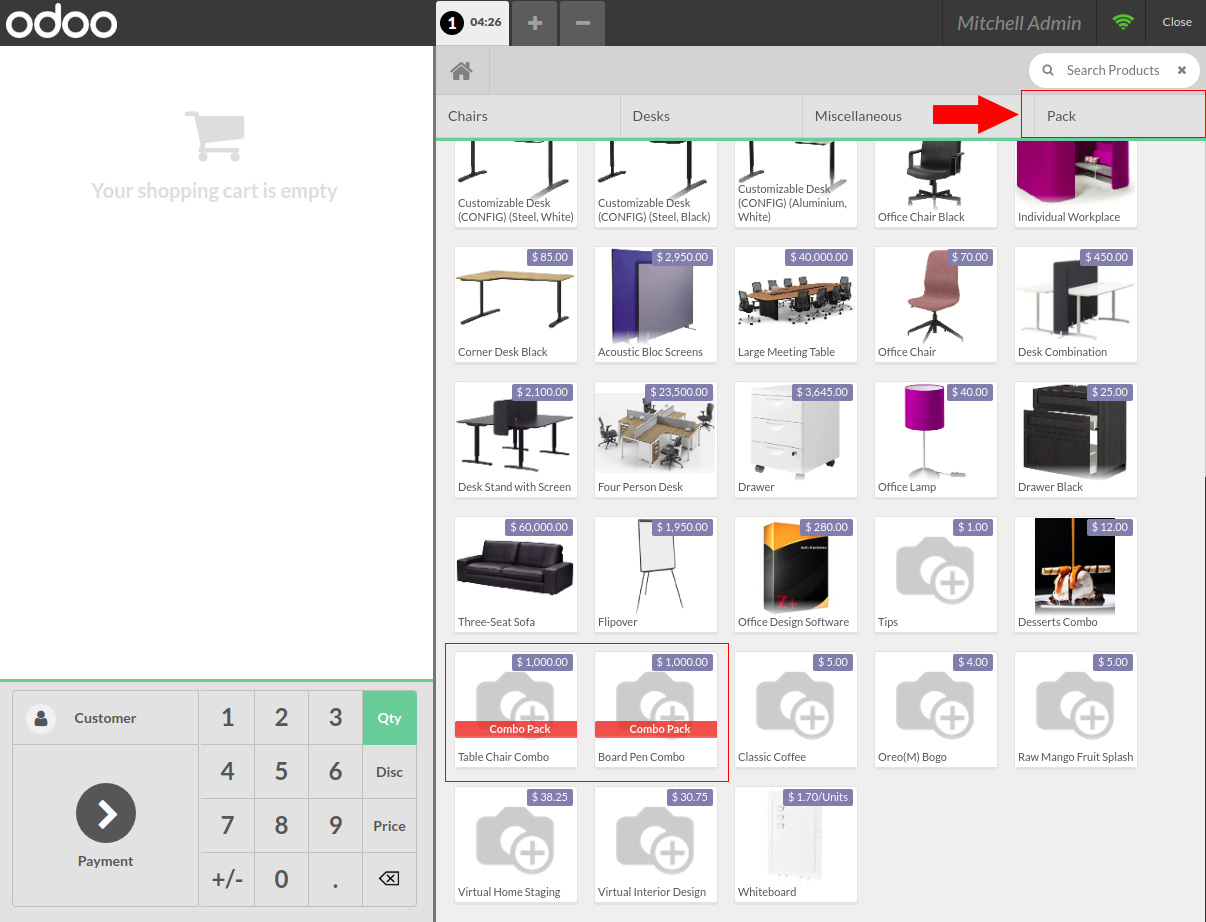 odoo
1 04:26 + −
Mitchell Admin
Close
Search Products ×
Chairs
Desks
Miscellaneous
Pack
Your shopping cart is empty
Customizable Desk
(CONFIG) (Steel, White)
Customizable Desk
(CONFIG) (Steel, Black)
Customizable Desk
(CONFIG) (Aluminium,
White)
Office Chair Black
Individual Workplace
$ 85.00
Corner Desk Black
$ 2,950.00
Acoustic Bloc Screens
$ 40,000.00
Large Meeting Table
$ 70.00
Office Chair
$ 450.00
Desk Combination
$ 2,100.00
Desk Stand with Screen
$ 23,500.00
Four Person Desk
$ 3,645.00
Drawer
$ 40.00
Office Lamp
$ 25.00
Drawer Black
$ 60,000.00
Three-Seat Sofa
$ 1,950.00
Flipover
$ 280.00
Office Design Software
$ 1.00
Tips
$ 12.00
Desserts Combo
$ 1,000.00
Combo Pack
Table Chair Combo
$ 1,000.00
Combo Pack
Board Pen Combo
$ 5.00
Classic Coffee
$ 4.00
Oreo(M) Bogo
$ 5.00
Raw Mango Fruit Splash
$ 38.25
Virtual Home Staging
$ 30.75
Virtual Interior Design
$ 1.70/Units
Whiteboard
Customer
Payment
1 2 3 Qty
4 5 6 Disc
7 8 9 Price
+/- 0 .